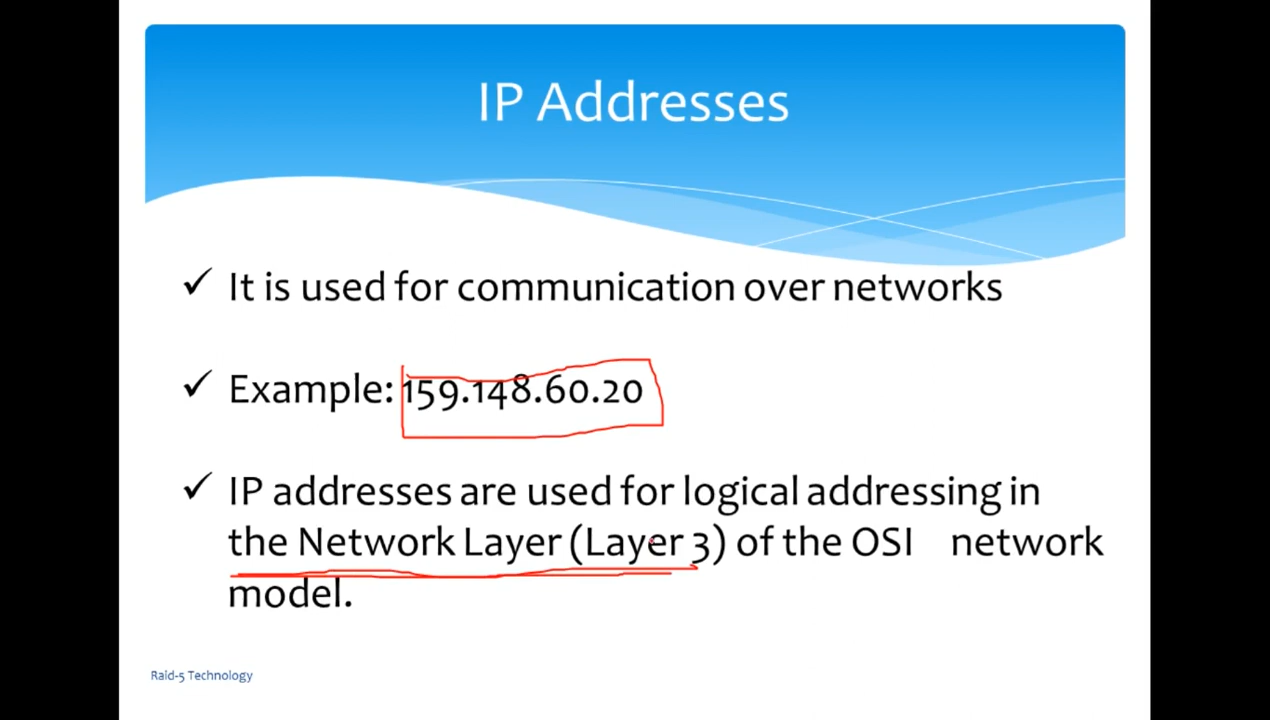 IP Addresses
✓ It is used for communication over networks
✓ Example: 159.148.60.20
✓ IP addresses are used for logical addressing in
the Network Layer (Layer 3) of the OSI network
model.
Raid-5 Technology